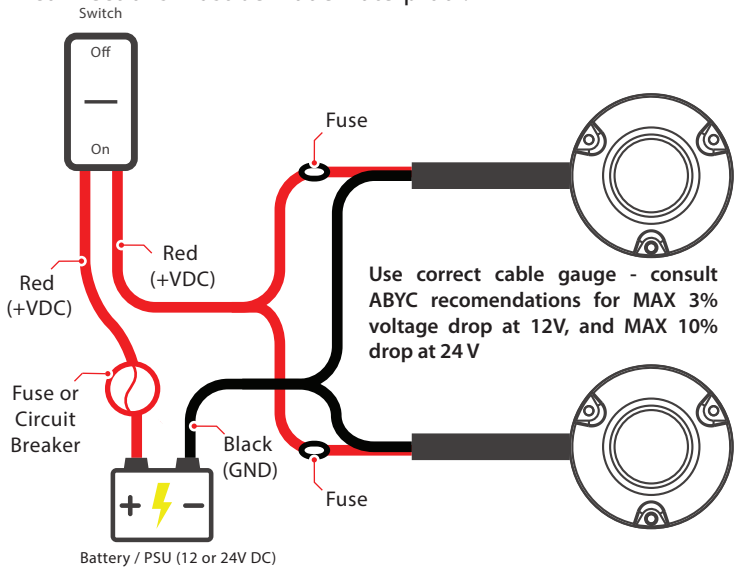 Switch
Off
On
Fuse
Red
(+VDC)
Red
(+VDC)
Use correct cable gauge - consult
ABYC recomendations for MAX 3%
voltage drop at 12V, and MAX 10%
drop at 24 V
Fuse or
Circuit
Breaker
Black
(GND)
Fuse
+ –
Battery / PSU (12 or 24V DC)